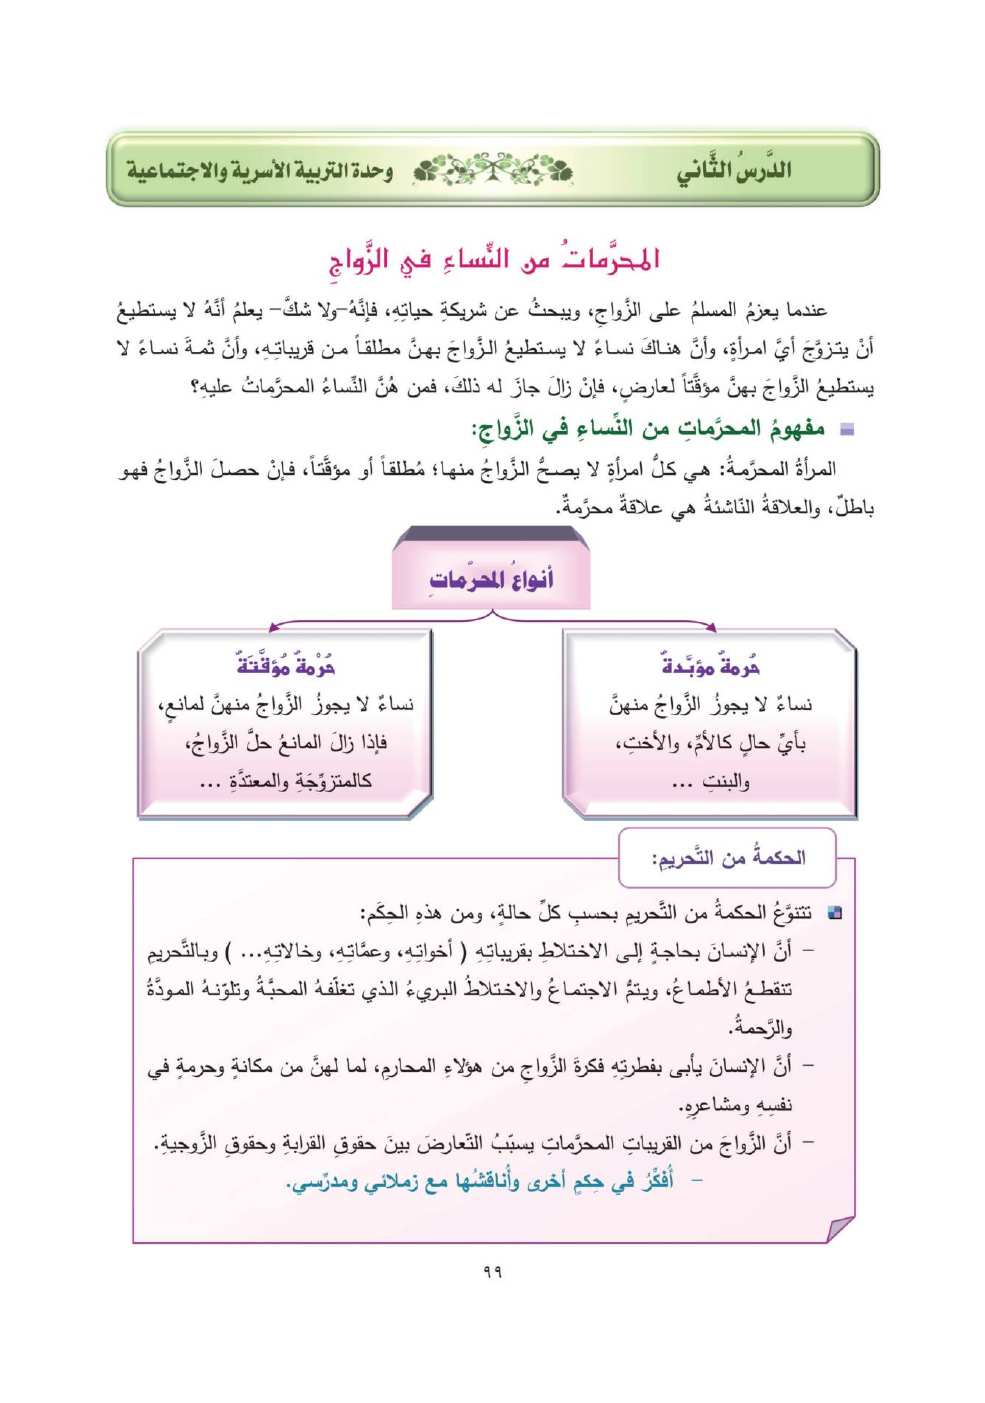 الدَّرسُ الثَّاني
وحدة التربية الأسرية والاجتماعية
المحرَّماتُ من النِّساءِ في الزَّواجِ
عندما يعزمُ المسلمُ على الزَّواجِ، ويبحثُ عن شريكةِ حياتِهِ، فإنَّهُ–ولا شكَّ– يعلمُ أنَّهُ لا يستطيعُ
أنْ يتزوَّجَ أيَّ امرأةٍ، وأنَّ هناكَ نساءً لا يستطيعُ الزَّواجَ بهنَّ مطلقاً من قريباتِهِ، وأنَّ ثمةَ نساءً لا
يستطيعُ الزَّواجَ بهنَّ مؤقَّتاً لعارضٍ، فإنْ زالَ جازَ له ذلكَ، فمن هُنَّ النِّساءُ المحرَّماتُ عليهِ؟
مفهومُ المحرَّماتِ من النِّساءِ في الزَّواجِ:
المرأةُ المحرَّمةُ: هي كلُّ امرأةٍ لا يصحُّ الزَّواجُ منها؛ مُطلقاً أو مؤقَّتاً، فإنْ حصلَ الزَّواجُ فهو
باطلٌ، والعلاقةُ النّاشئةُ هي علاقةٌ محرَّمةٌ.
أنواعُ المحرّماتِ
حُرمةٌ مؤبَّدةٌ
نساءٌ لا يجوزُ الزَّواجُ منهنَّ
بأيِّ حالٍ كالأمِّ، والأختِ،
والبنتِ ...
حُرْمةٌ مُؤقَّتَةٌ
نساءٌ لا يجوزُ الزَّواجُ منهنَّ لمانعٍ،
فإذا زالَ المانعُ حلَّ الزَّواجُ،
كالمتزوِّجَةِ والمعتدَّةِ ...
الحكمةُ من التَّحريمِ:
تتنوَّعُ الحكمةُ من التَّحريمِ بحسبِ كلِّ حالةٍ، ومن هذهِ الحِكَم:
– أنَّ الإنسانَ بحاجةٍ إلى الاختلاطِ بقريباتِهِ ( أخواتِهِ، وعمَّاتِهِ، وخالاتِهِ... ) وبالتَّحريمِ
تنقطعُ الأطماعُ، ويتمُّ الاجتماعُ والاختلاطُ البريءُ الذي تغلّفهُ المحبَّةُ وتلوّنهُ المودَّةُ
والرَّحمةُ.
– أنَّ الإنسانَ يأبى بفطرتِهِ فكرةَ الزَّواجِ من هؤلاءِ المحارمِ، لما لهنَّ من مكانةٍ وحرمةٍ في
نفسِهِ ومشاعرِهِ.
– أنَّ الزَّواجَ من القريباتِ المحرَّماتِ يسبّبُ التّعارضَ بينَ حقوقِ القرابةِ وحقوقِ الزَّوجيةِ.
– أُفكِّرُ في حِكمٍ أخرى وأُناقشُها مع زملائي ومدرّسي.
٩٩